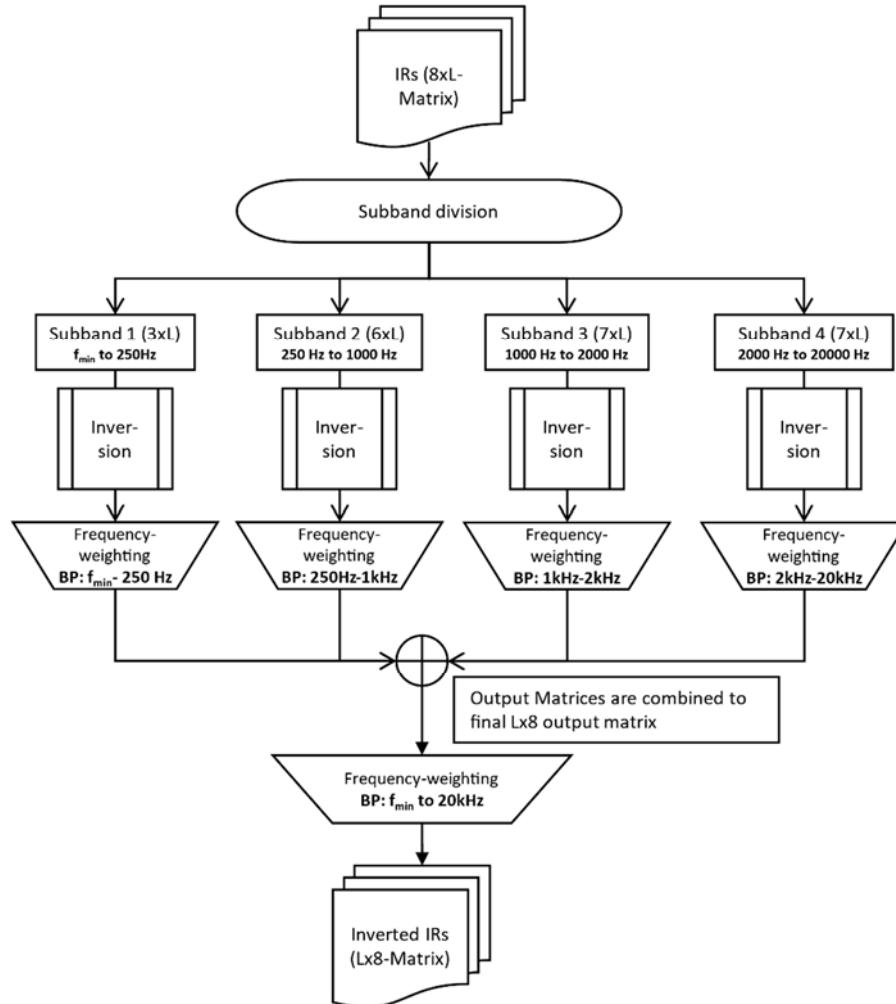 IRs (8xL-
Matrix)
Subband division
Subband 1 (3xL)
fmin to 250Hz
Subband 2 (6xL)
250 Hz to 1000 Hz
Subband 3 (7xL)
1000 Hz to 2000 Hz
Subband 4 (7xL)
2000 Hz to 20000 Hz
Inver-
sion
Inver-
sion
Inver-
sion
Inver-
sion
Frequency-
weighting
BP: fmin- 250 Hz
Frequency-
weighting
BP: 250Hz-1kHz
Frequency-
weighting
BP: 1kHz-2kHz
Frequency-
weighting
BP: 2kHz-20kHz
Output Matrices are combined to
final Lx8 output matrix
Frequency-weighting
BP: fmin to 20kHz
Inverted IRs
(Lx8-Matrix)